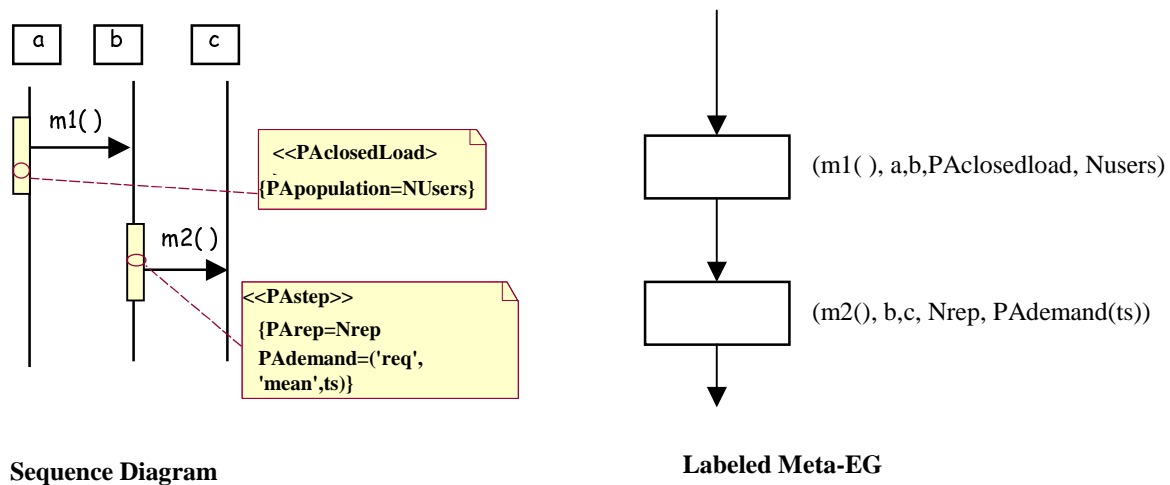 a b c
m1( )
<<PAclosedLoad>
{PApopulation=NUsers}
m2( )
<<PAstep>>
{PArep=Nrep
PAdemand=('req',
'mean',ts)}
Sequence Diagram
(m1( ), a,b,PAclosedload, Nusers)
(m2(), b,c, Nrep, PAdemand(ts))
Labeled Meta-EG